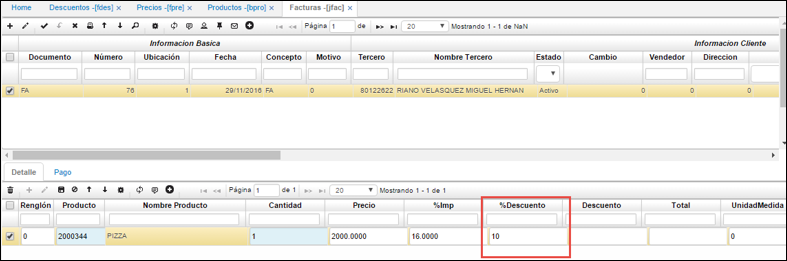 Home Descuentos -[fdes] × Precios -[fpre] × Productos -[bpro] × Facturas -[jfac] ×
Página 1 de 20 Mostrando 1 - 1 de NaN
Informacion Basica Informacion Cliente
Documento Número Ubicación Fecha Concepto Motivo Tercero Nombre Tercero Estado Cambio Vendedor Direccion
FA 76 1 29/11/2016 FA 0 80122622 RIANO VELASQUEZ MIGUEL HERNAN Activo 0 0 0 0
Detalle Pago
Página 1 de 1 20 Mostrando 1 - 1 de 1
Renglón Producto Nombre Producto Cantidad Precio %Imp %Descuento Descuento Total UnidadMedida
0 2000344 PIZZA 1 2000.0000 16.0000 10 0